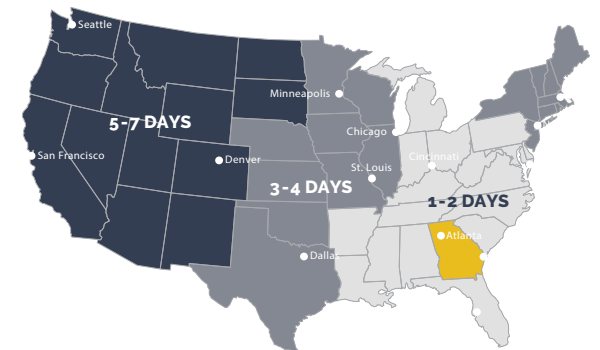 Seattle
Minneapolis
5-7 DAYS
Chicago
San Francisco
Denver
Cincinnati
St. Louis
3-4 DAYS
1-2 DAYS
Atlanta
Dallas